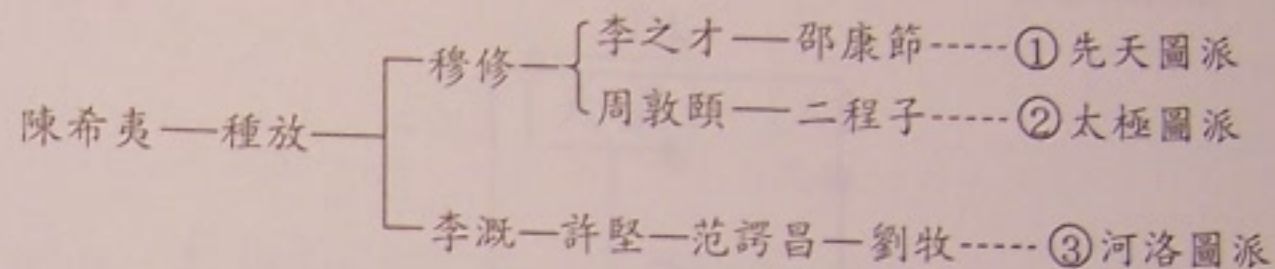 穆修 李之才 邵康節 ① 先天圖派
周敦頤 二程子 ② 太極圖派
陳希夷 種放
李溉 許堅 范諤昌 劉牧 ③ 河洛圖派